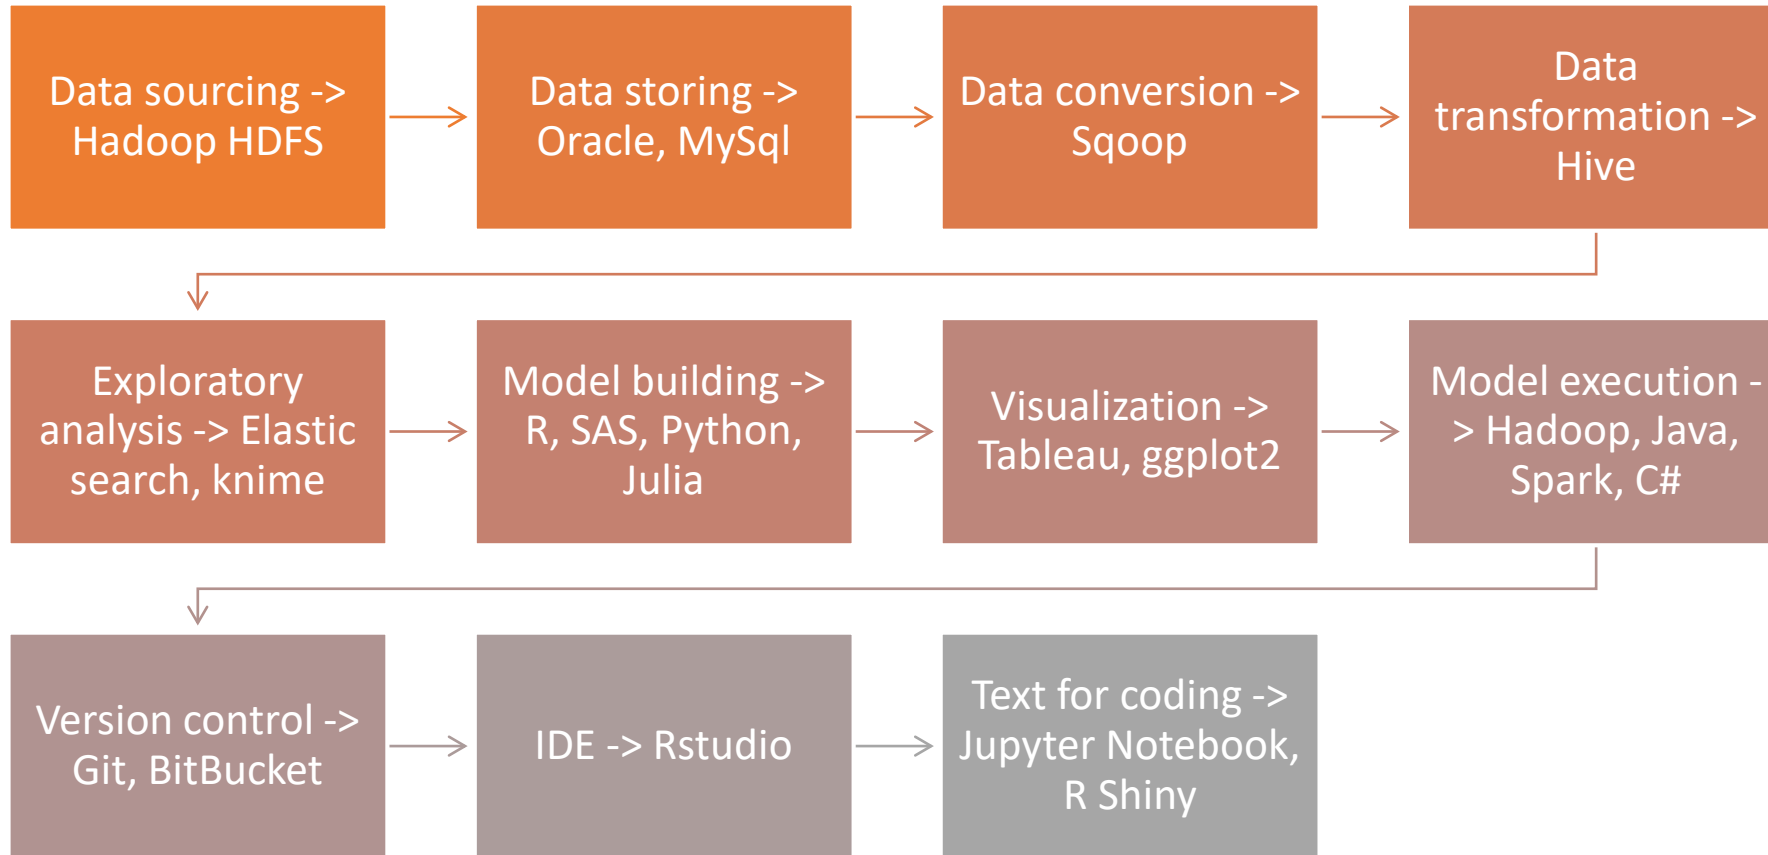 Data sourcing ->
Hadoop HDFS
Data storing ->
Oracle, MySql
Data conversion ->
Sqoop
Data
transformation ->
Hive
Exploratory
analysis -> Elastic
search, knime
Model building ->
R, SAS, Python,
Julia
Visualization ->
Tableau, ggplot2
Model execution -
> Hadoop, Java,
Spark, C#
Version control ->
Git, BitBucket
IDE -> Rstudio
Text for coding ->
Jupyter Notebook,
R Shiny